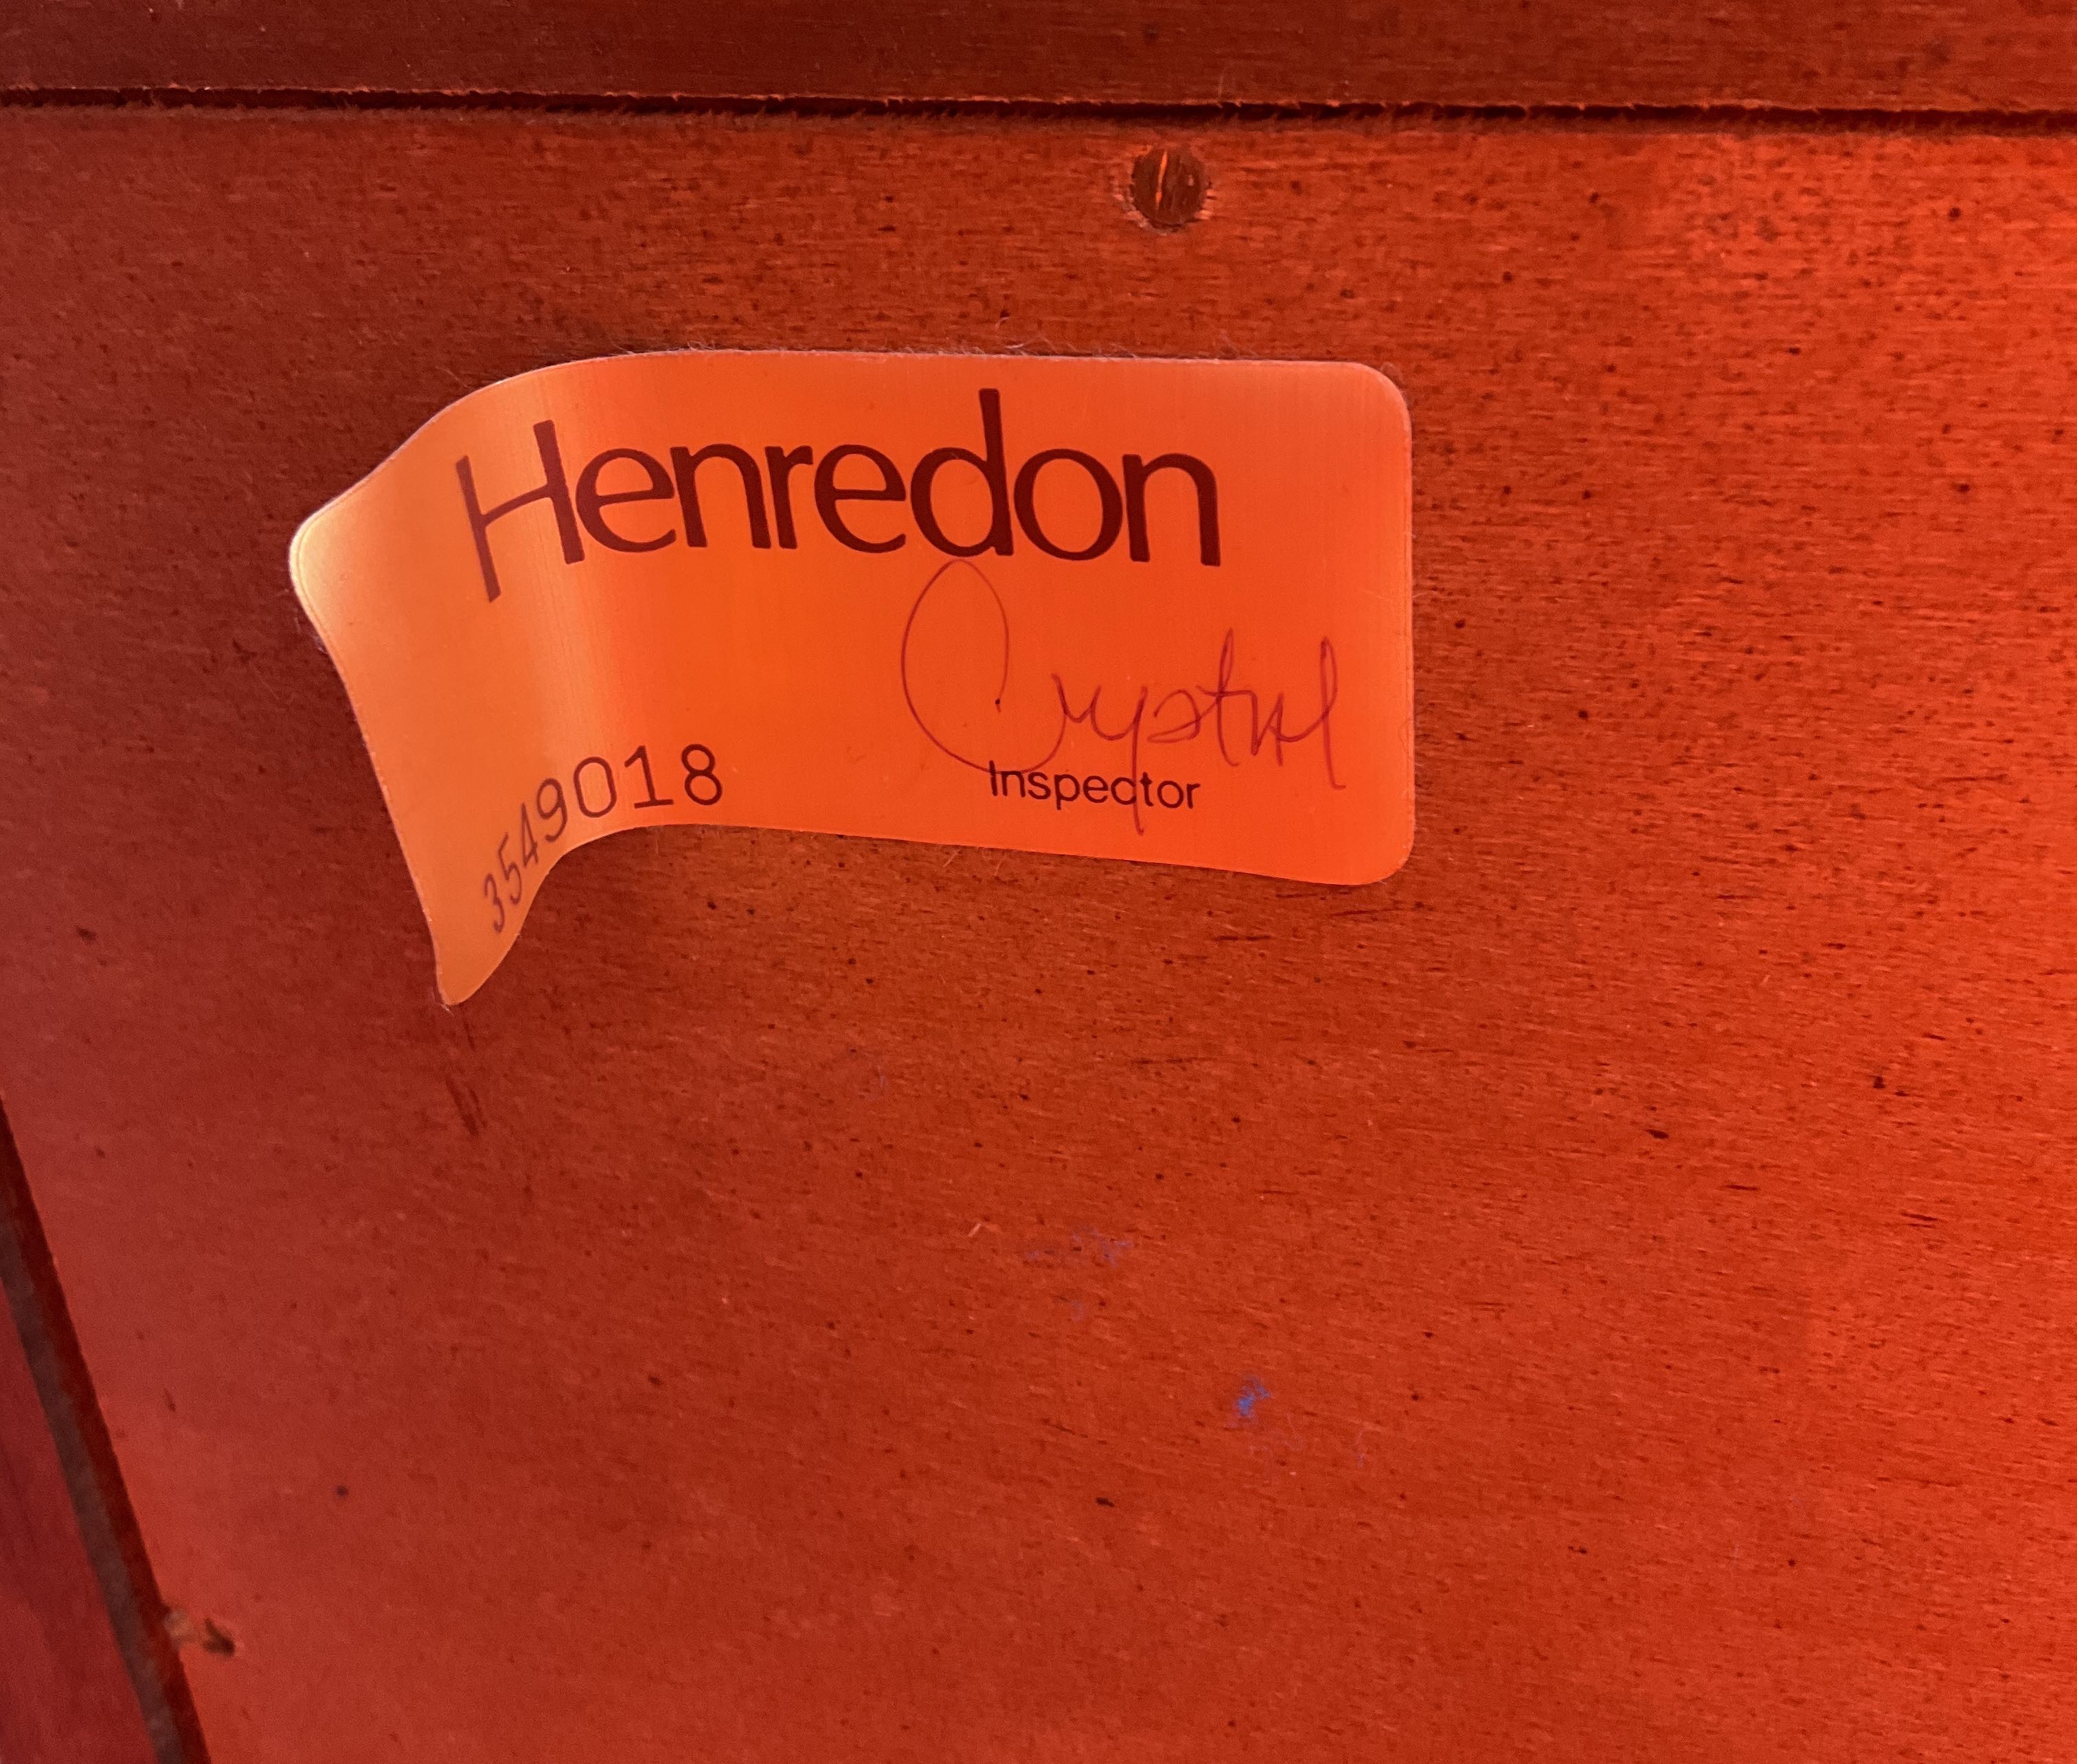 Henredon
Crystal
3549018 Inspector